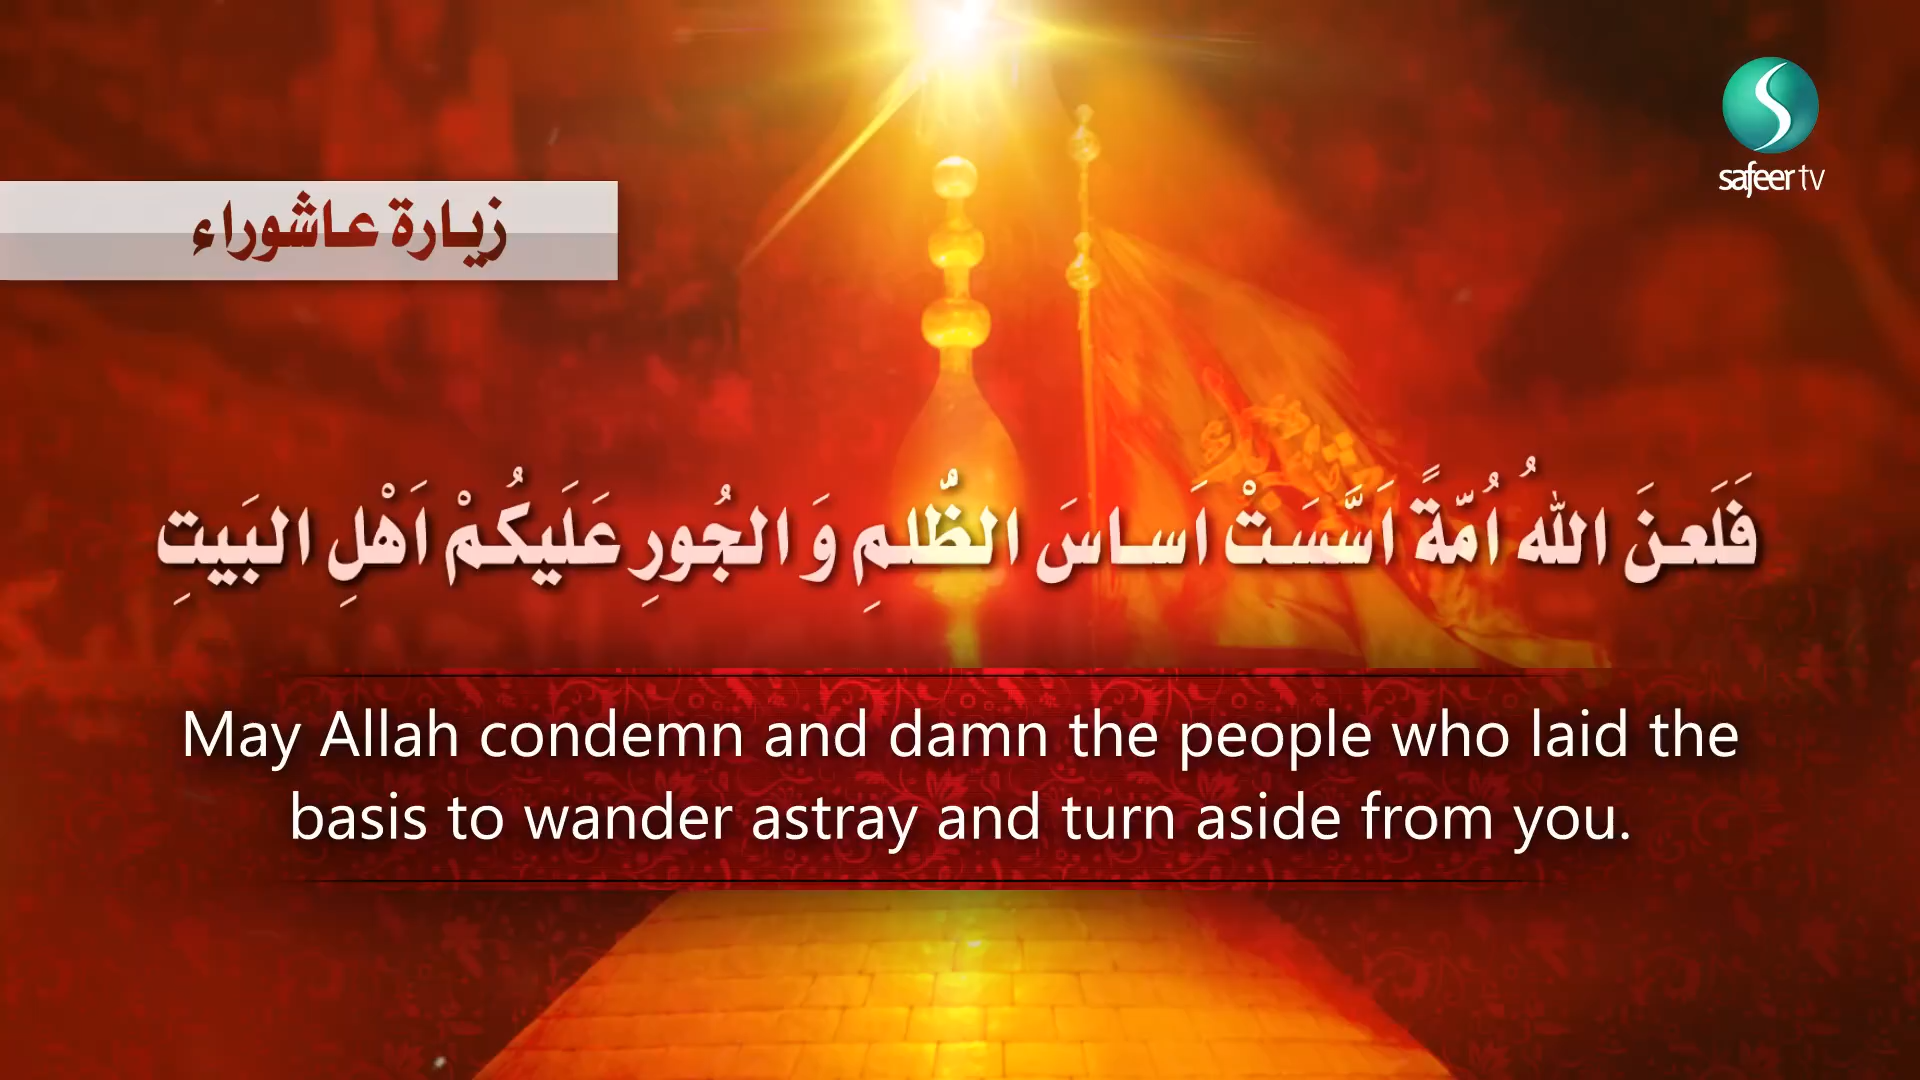 safeer tv
زيارة عاشوراء
فَلَعنَ اللهُ اُمّةً اَسَّسَتْ اَساسَ الظُّلمِ وَ الجُورِ عَلَيكُمْ اَهْلِ البَيتِ
May Allah condemn and damn the people who laid the
basis to wander astray and turn aside from you.